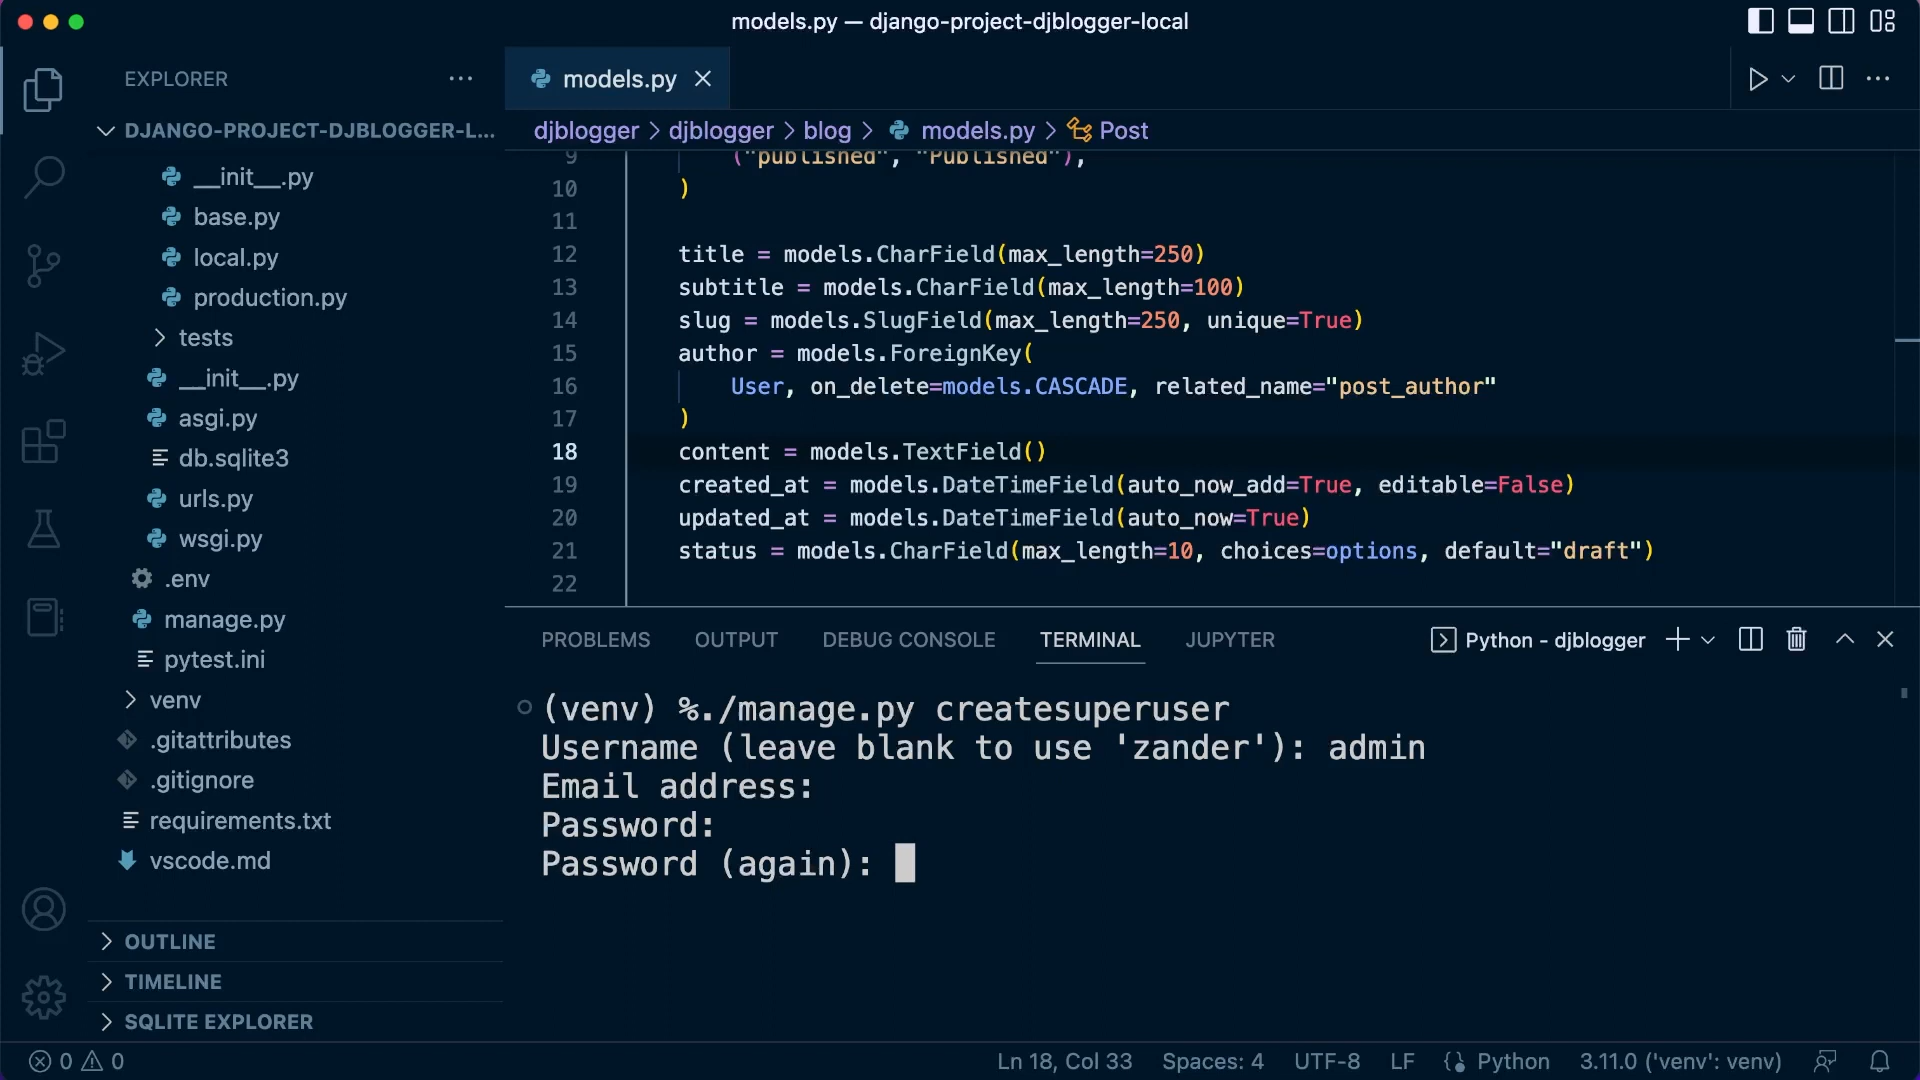 models.py — django-project-djblogger-local
EXPLORER
DJANGO-PROJECT-DJBLOGGER-L...
__init__.py
base.py
local.py
production.py
tests
__init__.py
asgi.py
db.sqlite3
urls.py
wsgi.py
.env
manage.py
pytest.ini
venv
.gitattributes
.gitignore
requirements.txt
vscode.md
OUTLINE
TIMELINE
SQLITE EXPLORER
models.py
djblogger > djblogger > blog > models.py > Post
9 ("published", "Published"),
10 )
11
12 title = models.CharField(max_length=250)
13 subtitle = models.CharField(max_length=100)
14 slug = models.SlugField(max_length=250, unique=True)
15 author = models.ForeignKey(
16 User, on_delete=models.CASCADE, related_name="post_author"
17 )
18 content = models.TextField()
19 created_at = models.DateTimeField(auto_now_add=True, editable=False)
20 updated_at = models.DateTimeField(auto_now=True)
21 status = models.CharField(max_length=10, choices=options, default="draft")
22
PROBLEMS OUTPUT DEBUG CONSOLE TERMINAL JUPYTER Python - djblogger
(venv) %./manage.py createsuperuser
Username (leave blank to use 'zander'): admin
Email address:
Password:
Password (again):
0 0 Ln 18, Col 33 Spaces: 4 UTF-8 LF Python 3.11.0 ('venv': venv)